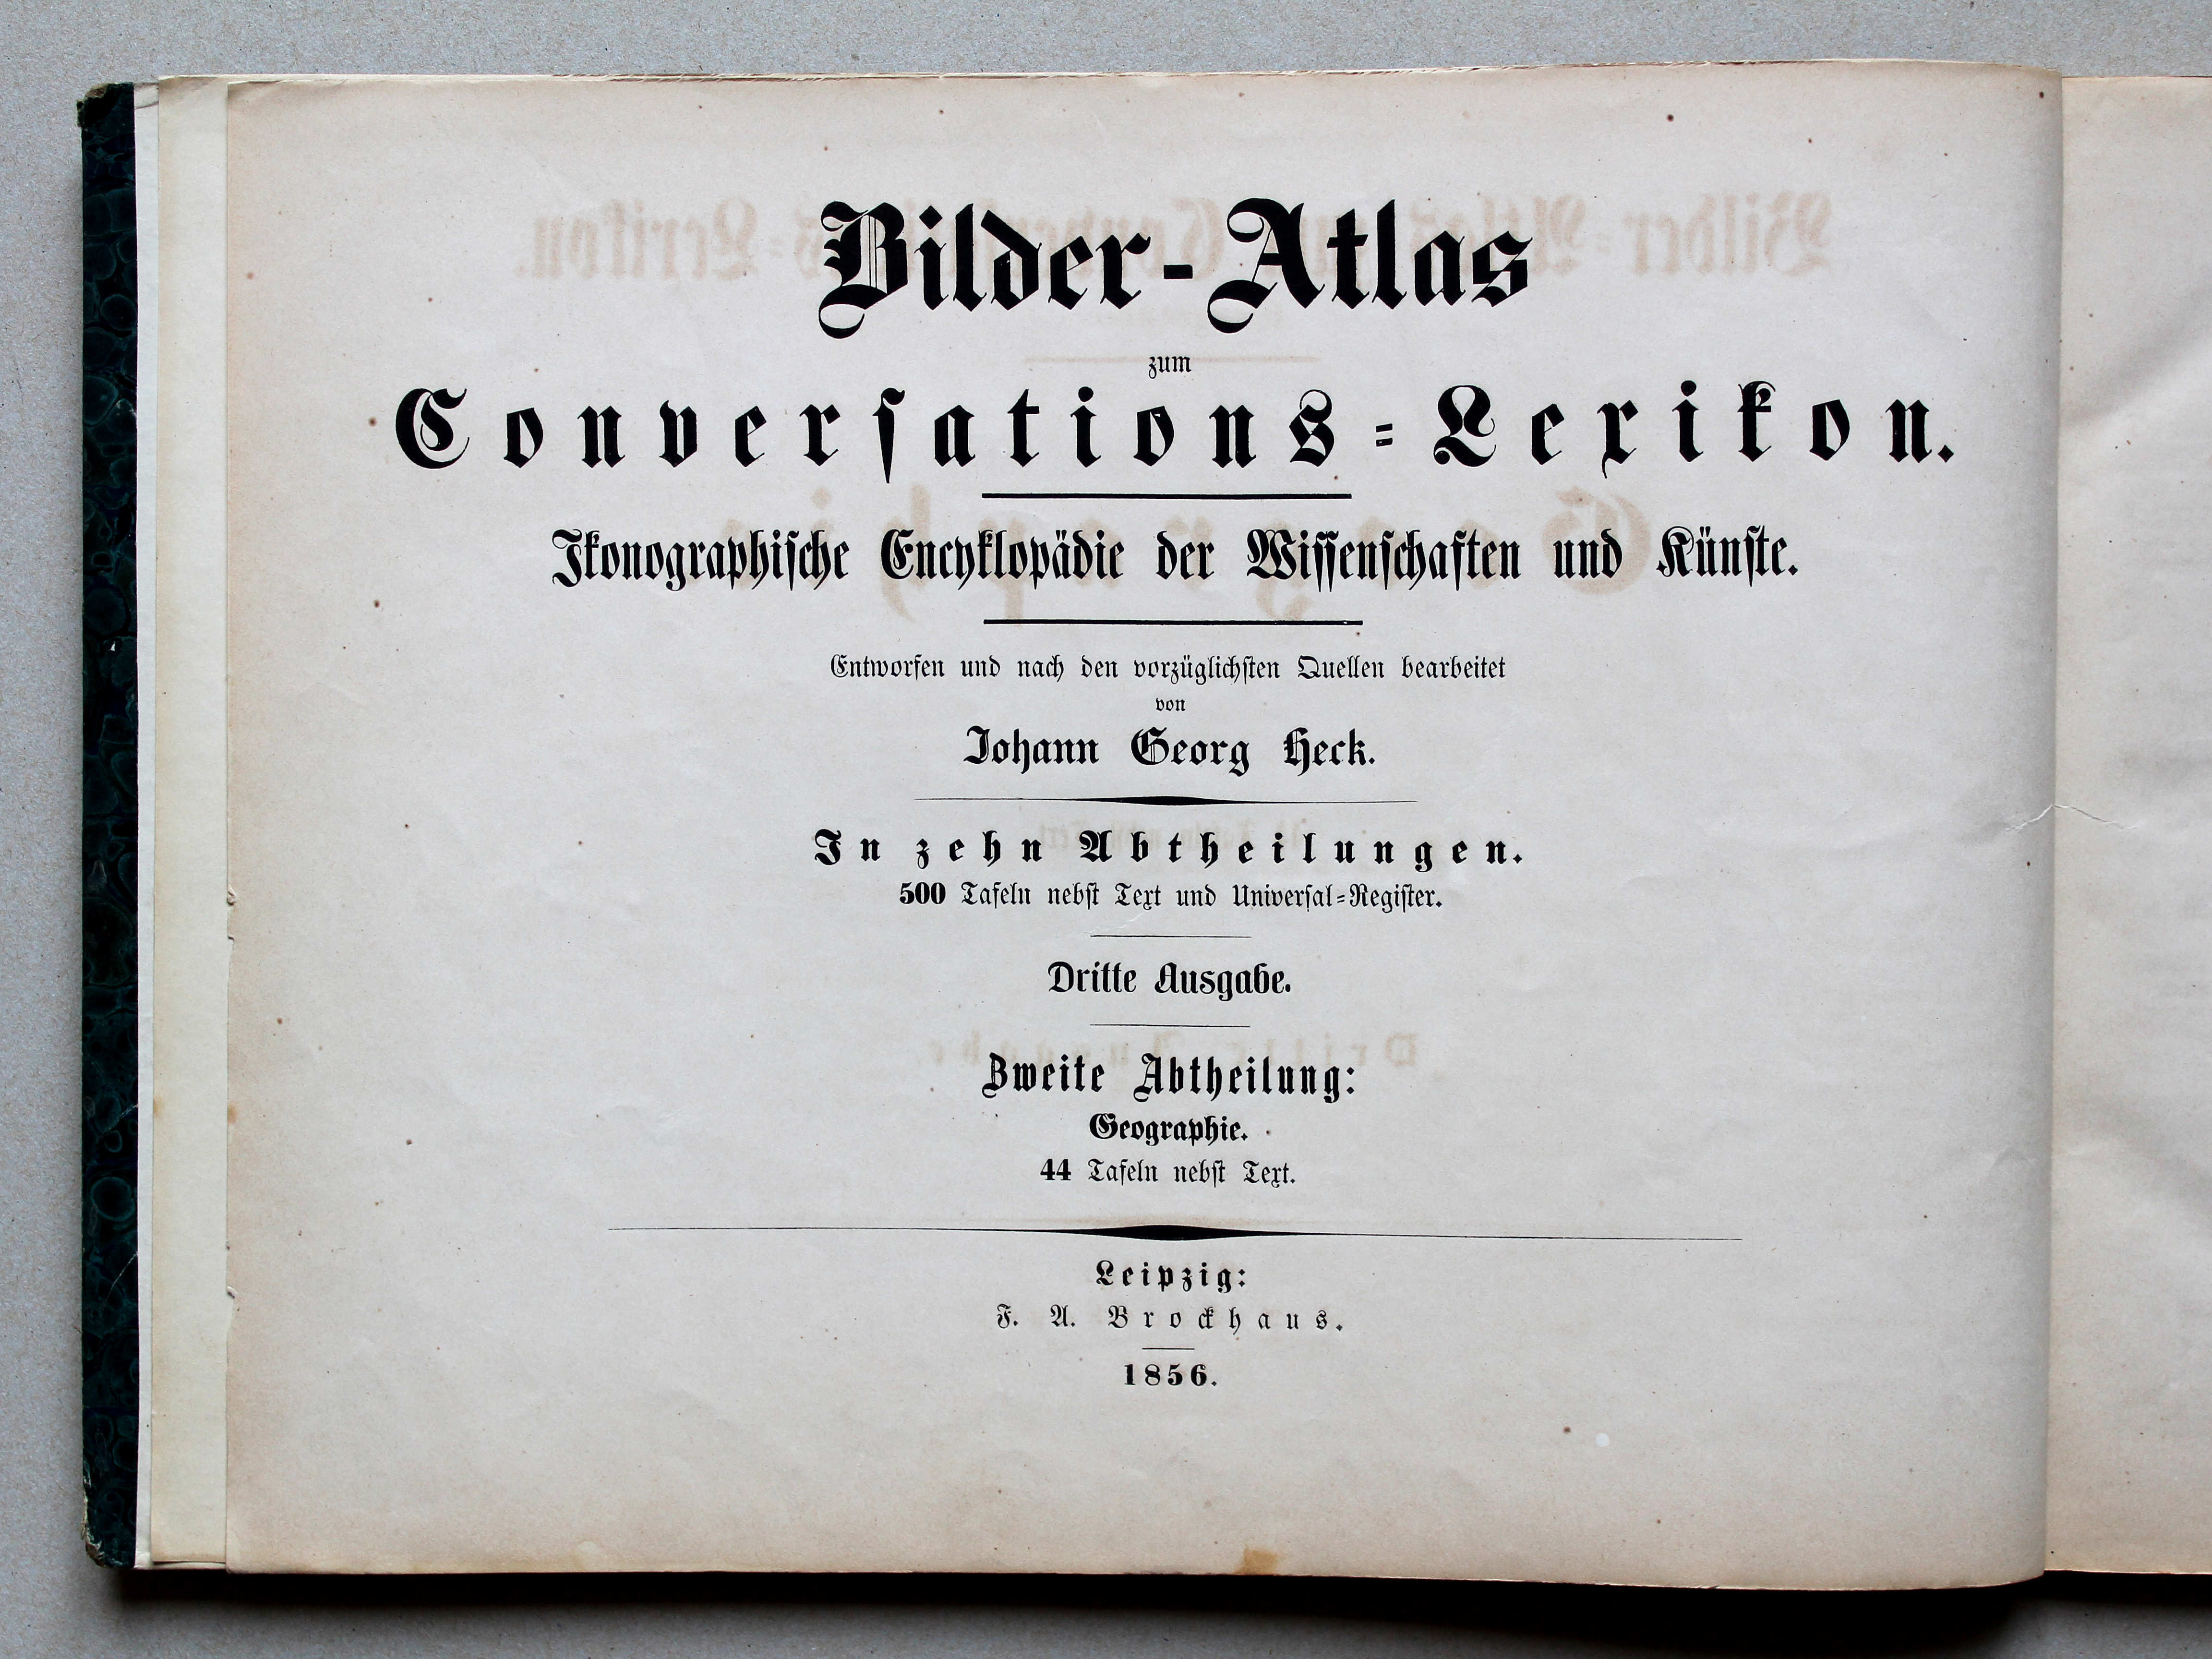 Bilder-Atlas
zum
Converſations=Lexikon.
Ikonographiſche Encyklopädie der Wiſſenſchaften und Künſte.
Entworfen und nach den vorzüglichſten Quellen bearbeitet
von
Johann Georg Heck.
In zehn Abtheilungen.
500 Tafeln nebſt Text und Univerſal=Regiſter.
Dritte Ausgabe.
Zweite Abtheilung:
Geographie.
44 Tafeln nebſt Text.
Leipzig:
F. A. Brockhaus.
1856.